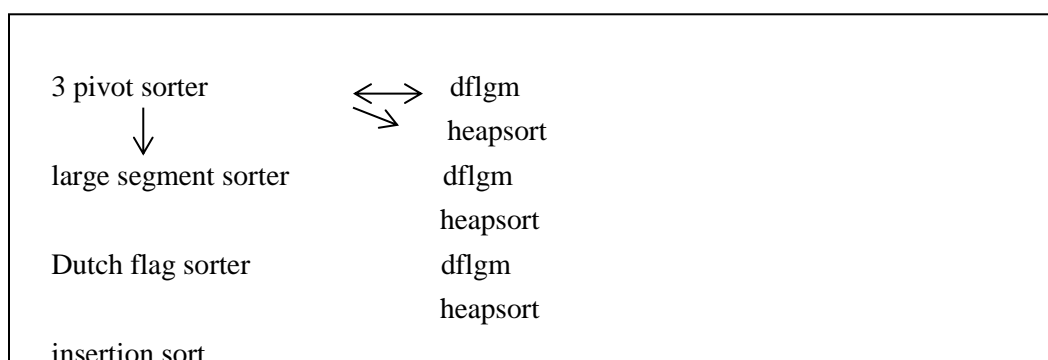 3 pivot sorter dflgm
heapsort
large segment sorter dflgm
heapsort
Dutch flag sorter dflgm
heapsort
insertion sort